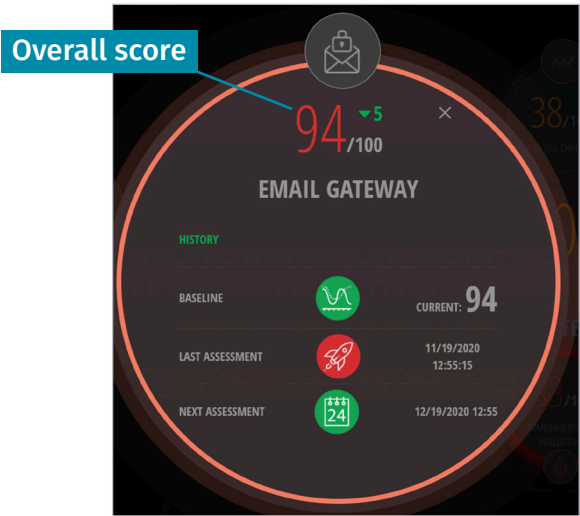 Overall score
94 5
/100
EMAIL GATEWAY
HISTORY
BASELINE
CURRENT: 94
LAST ASSESSMENT
11/19/2020
12:55:15
NEXT ASSESSMENT
24
12/19/2020 12:55
38